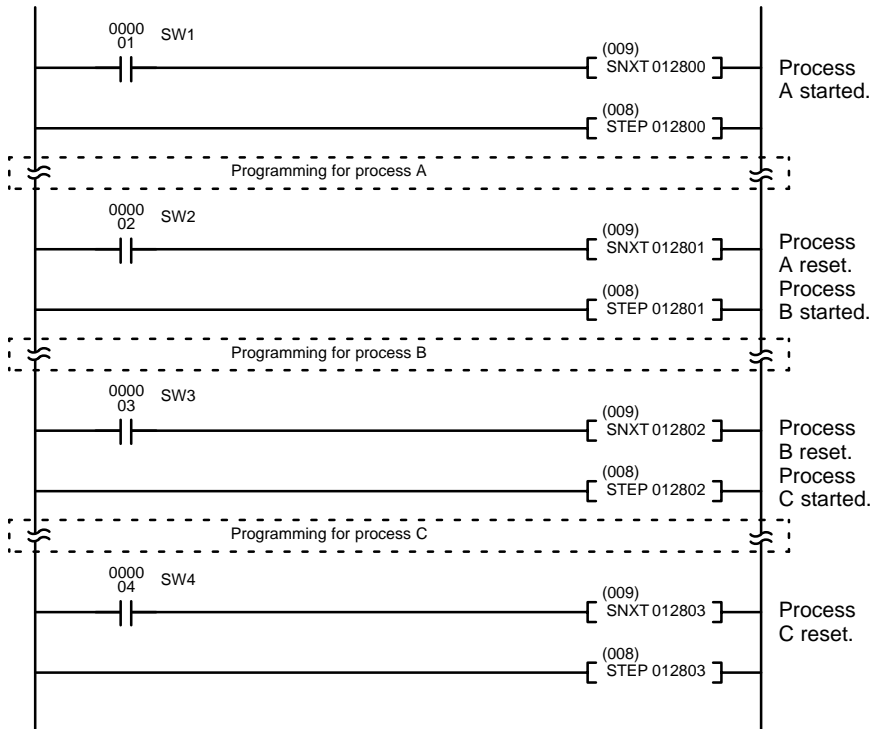 0000
01 SW1
(009)
SNXT 012800
Process
A started.
(008)
STEP 012800
Programming for process A
0000
02 SW2
(009)
SNXT 012801
Process
A reset.
(008)
STEP 012801
Process
B started.
Programming for process B
0000
03 SW3
(009)
SNXT 012802
Process
B reset.
(008)
STEP 012802
Process
C started.
Programming for process C
0000
04 SW4
(009)
SNXT 012803
Process
C reset.
(008)
STEP 012803